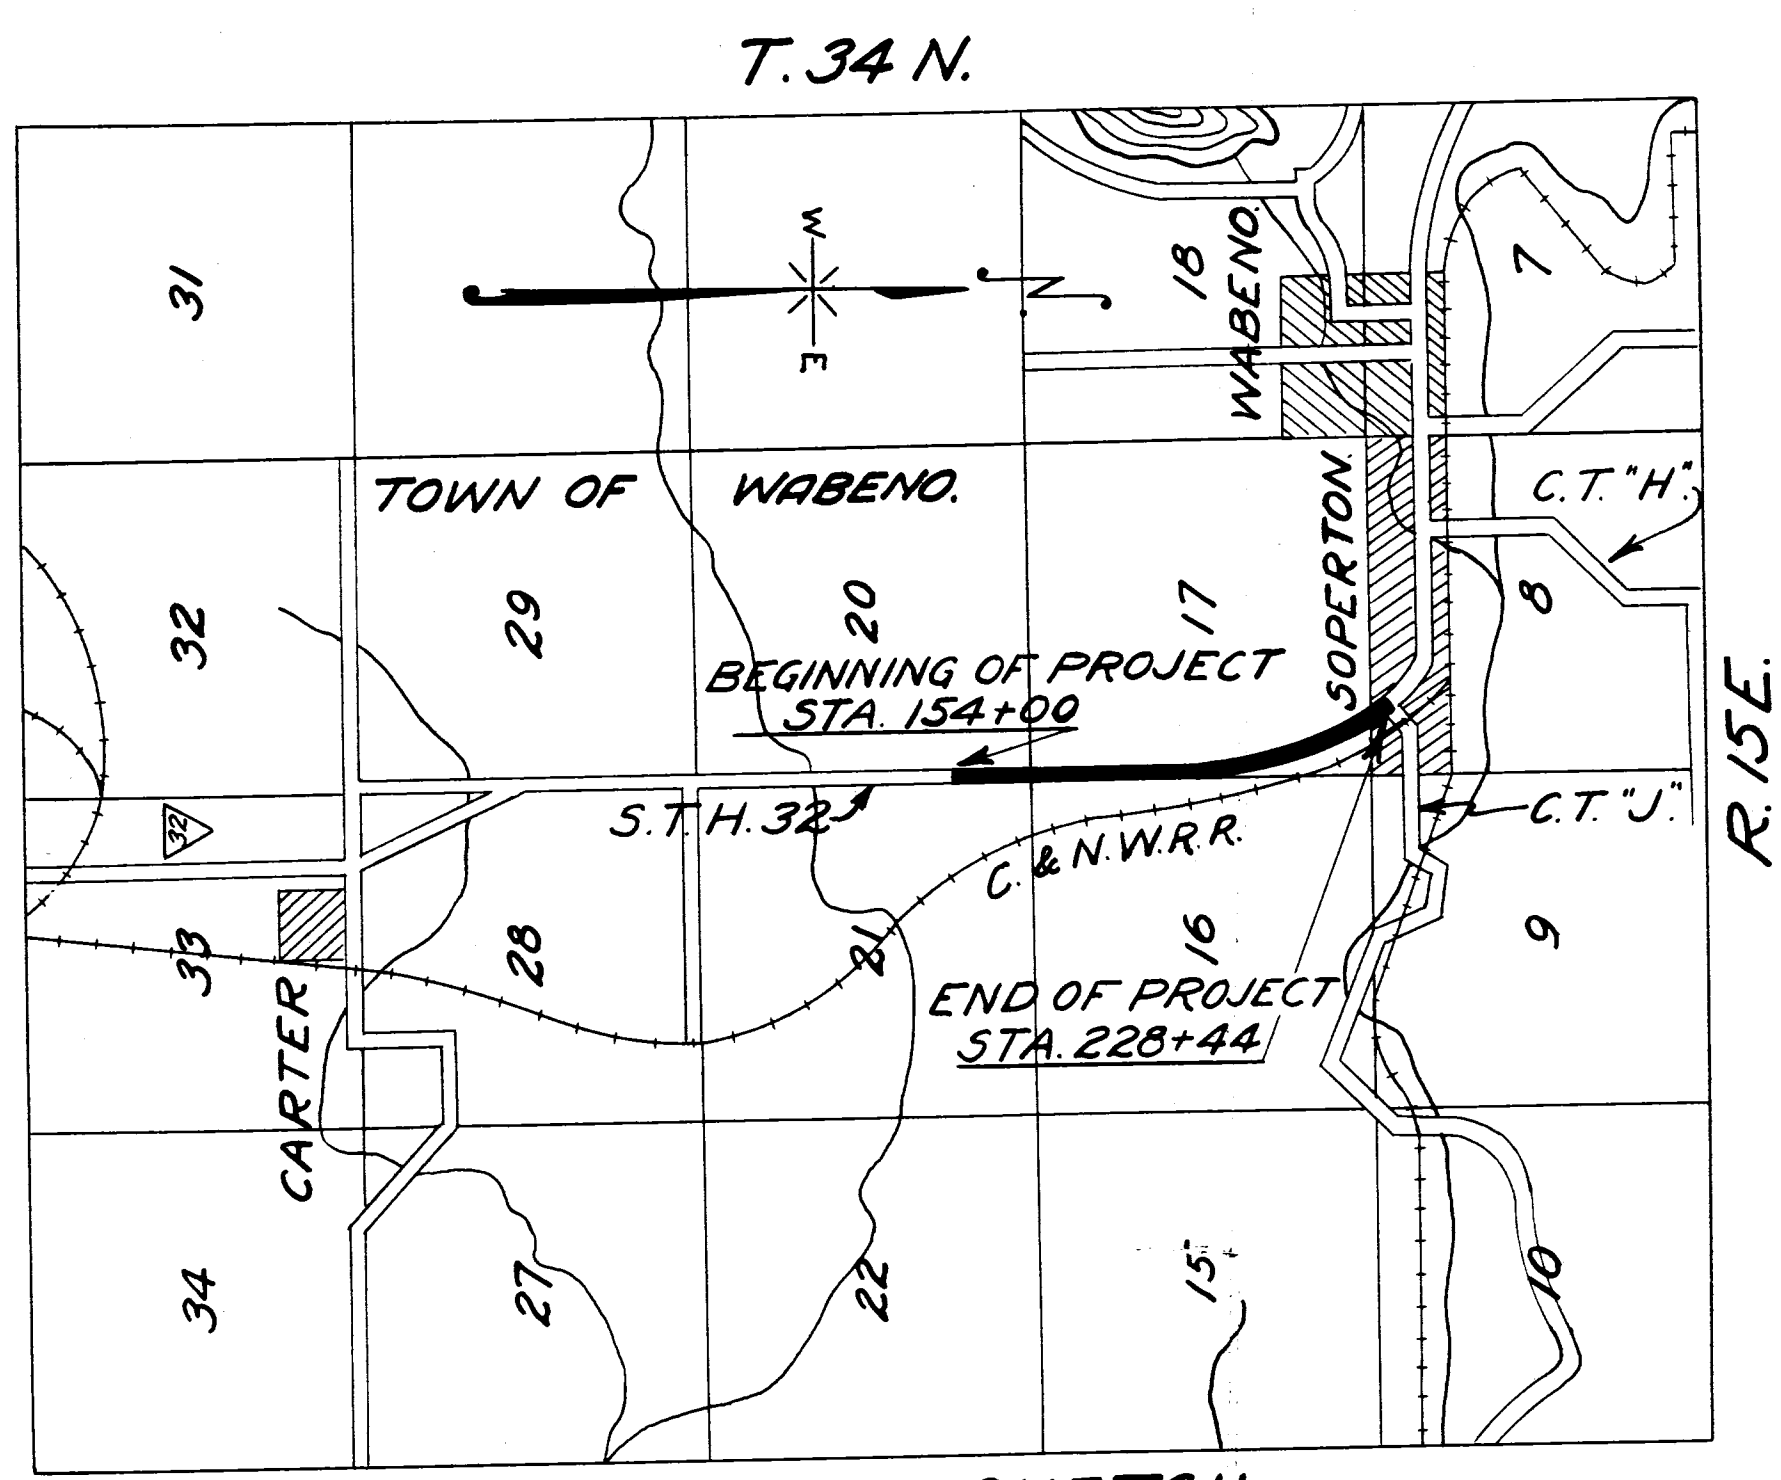 T. 34 N.
W
N
E
31
18
WABENO.
7
TOWN OF WABENO.
C.T. "H".
32
29
20
17
SOPERTON.
8
BEGINNING OF PROJECT
STA. 154+00
R. 15 E.
32
S.T.H. 32
C. & N.W.R.R.
C.T. "J".
33
28
21
16
9
CARTER
END OF PROJECT
STA. 228+44
34
27
22
15
10